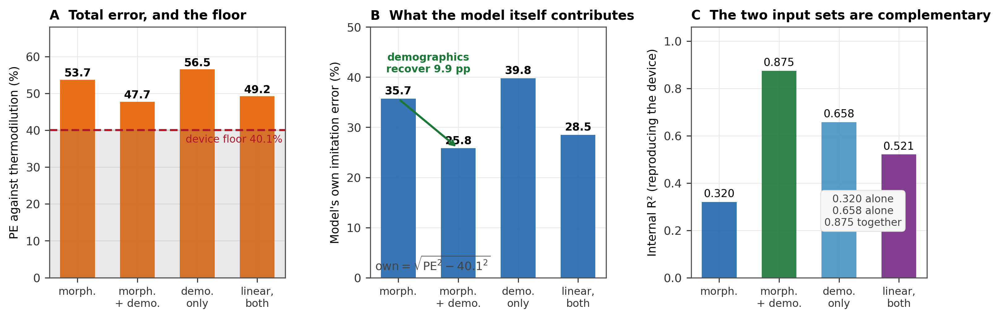 A Total error, and the floor
PE against thermodilution (%)
60
50
40
30
20
10
0
53.7
47.7
56.5
49.2
device floor 40.1%
morph.
morph.
+ demo.
demo.
only
linear,
both
B What the model itself contributes
Model's own imitation error (%)
50
40
30
20
10
0
demographics
recover 9.9 pp
35.7
25.8
39.8
28.5
own = √PE² − 40.1²
morph.
morph.
+ demo.
demo.
only
linear,
both
C The two input sets are complementary
Internal R² (reproducing the device)
1.0
0.8
0.6
0.4
0.2
0.0
0.320
0.875
0.658
0.521
0.320 alone
0.658 alone
0.875 together
morph.
morph.
+ demo.
demo.
only
linear,
both